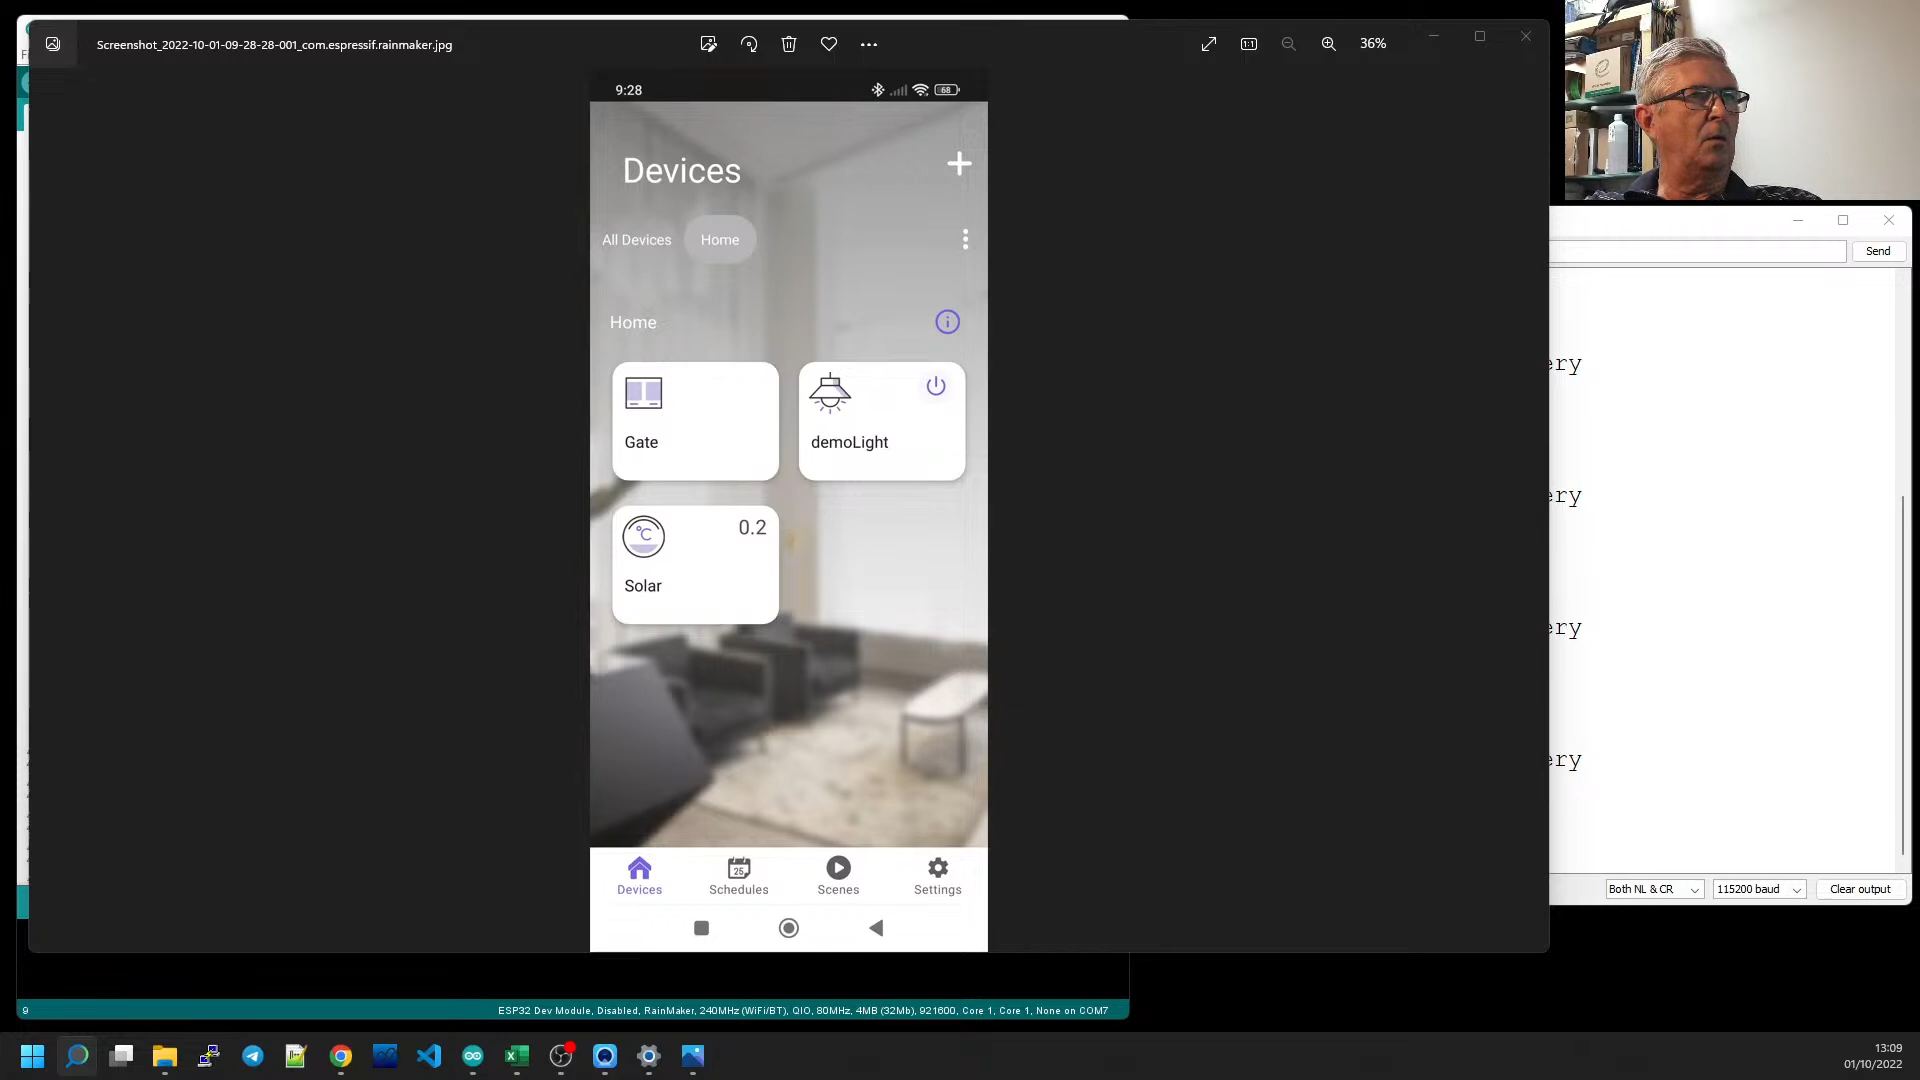 Screenshot_2022-10-01-09-28-28-001_com.espressif.rainmaker.jpg
36%
9:28
68
Devices
All Devices
Home
Home
Gate
demoLight
°C
0.2
Solar
25
Devices
Schedules
Scenes
Settings
Send
ery
ery
ery
ery
Both NL & CR
115200 baud
Clear output
9
ESP32 Dev Module, Disabled, RainMaker, 240MHz (WiFi/BT), QIO, 80MHz, 4MB (32Mb), 921600, Core 1, Core 1, None on COM7
13:09
01/10/2022